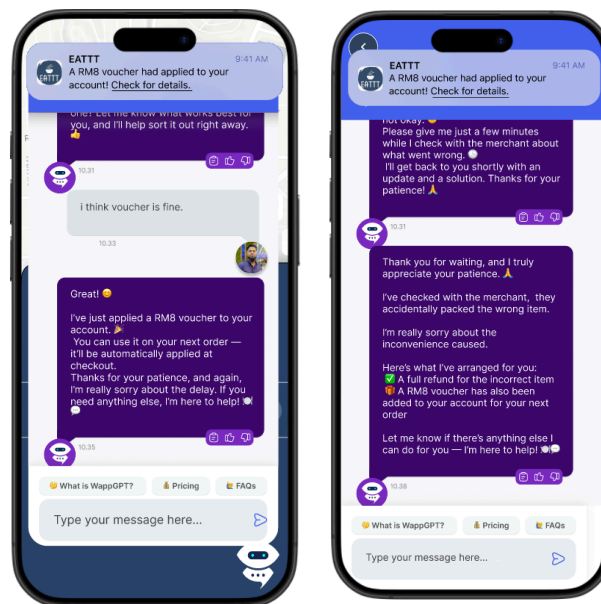 EATTT
9:41 AM
A RM8 voucher had applied to your
account! Check for details.
EATTT
one? Let me know what works best for
you, and I'll help sort it out right away.
👍
10.31
i think voucher is fine.
10.33
Great! 😊
I've just applied a RM8 voucher to your
account. 🎉
You can use it on your next order —
it'll be automatically applied at
checkout.
Thanks for your patience, and again,
I'm really sorry about the delay. If you
need anything else, I'm here to help! 🍽️
💬
10.35
🤔 What is WappGPT?
💰 Pricing
FAQs
Type your message here...
EATTT
9:41 AM
A RM8 voucher had applied to your
account! Check for details.
EATTT
not okay.
Please give me just a few minutes
while I check with the merchant about
what went wrong. 🕒
I'll get back to you shortly with an
update and a solution. Thanks for your
patience! 🙏
10.31
Thank you for waiting, and I truly
appreciate your patience. 🙏
I've checked with the merchant, they
accidentally packed the wrong item.
I'm really sorry about the
inconvenience caused.
Here's what I've arranged for you:
✅ A full refund for the incorrect item
🎁 A RM8 voucher has also been
added to your account for your next
order
Let me know if there's anything else I
can do for you — I'm here to help! 🍽️💬
10.38
🤔 What is WappGPT?
💰 Pricing
FAQs
Type your message here...